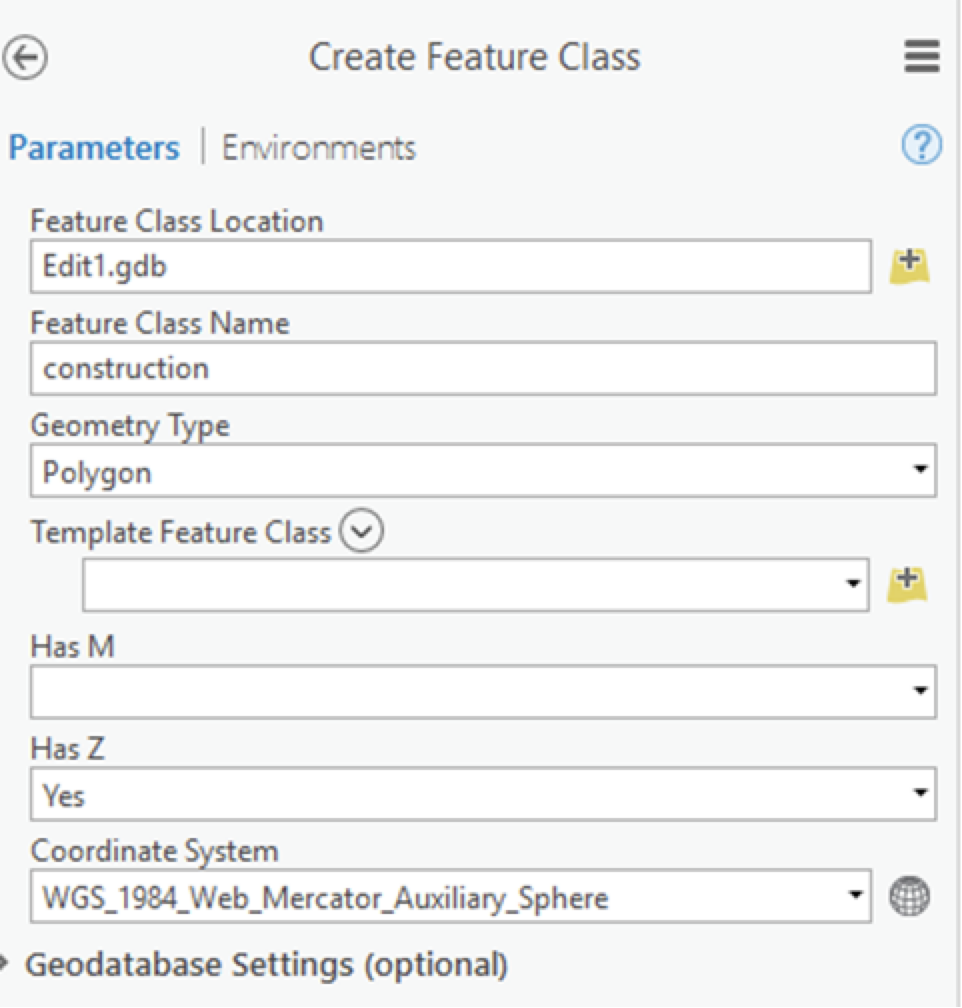 Create Feature Class
Parameters | Environments
Feature Class Location
Edit1.gdb
Feature Class Name
construction
Geometry Type
Polygon
Template Feature Class
Has M
Has Z
Yes
Coordinate System
WGS_1984_Web_Mercator_Auxiliary_Sphere
Geodatabase Settings (optional)